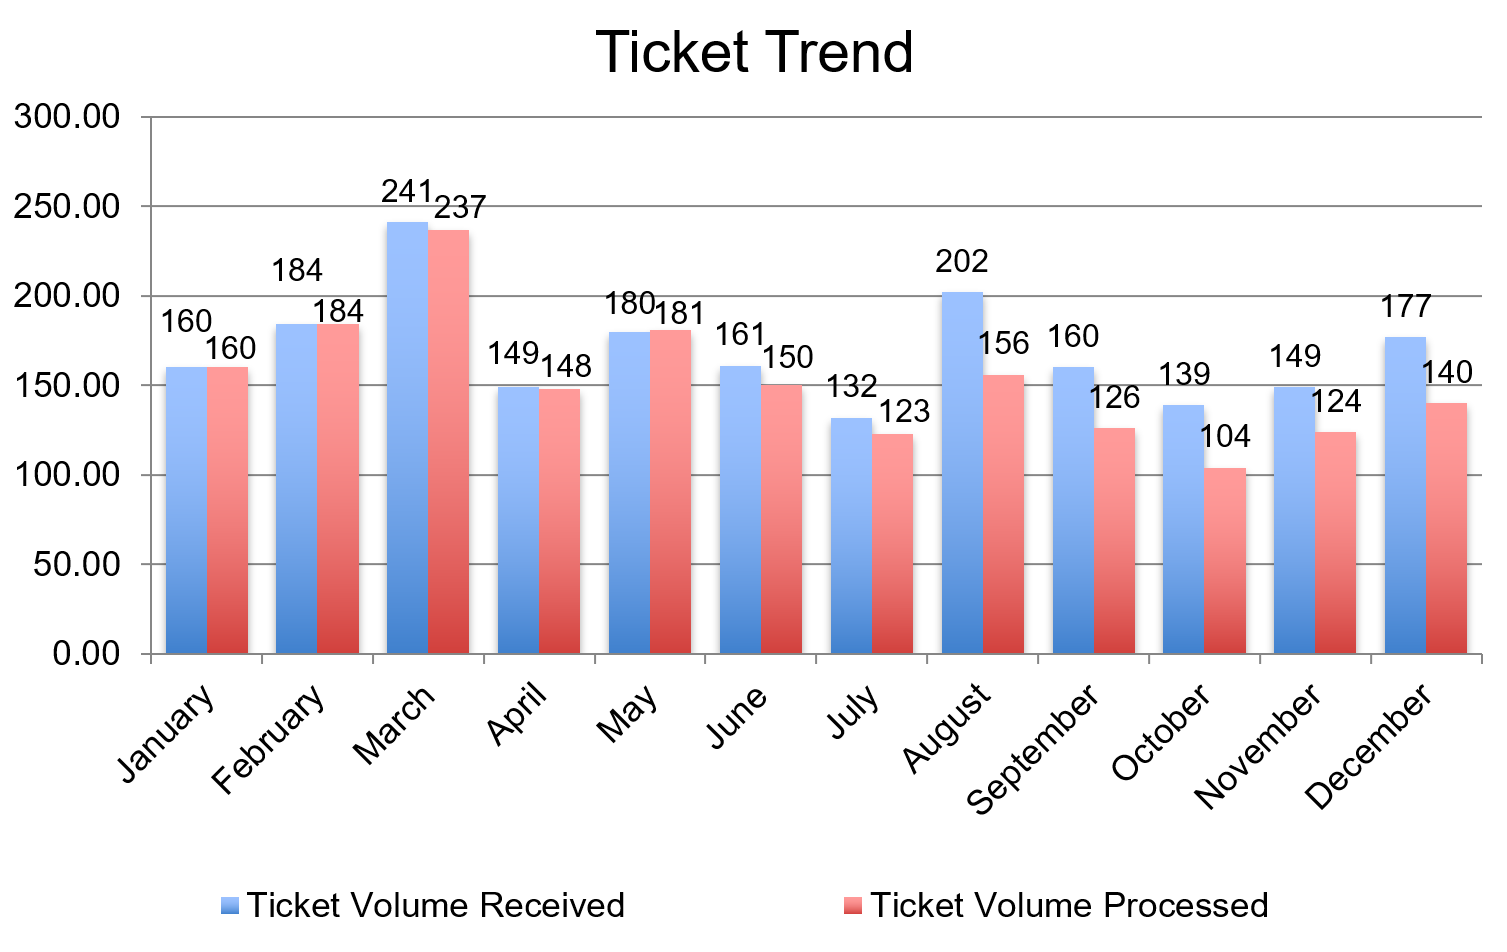 Ticket Trend
300.00
250.00
200.00
150.00
100.00
50.00
0.00
160
160
184
184
241
237
149
148
180
181
161
150
132
123
202
156
160
126
139
104
149
124
177
140
January
February
March
April
May
June
July
August
September
October
November
December
Ticket Volume Received
Ticket Volume Processed